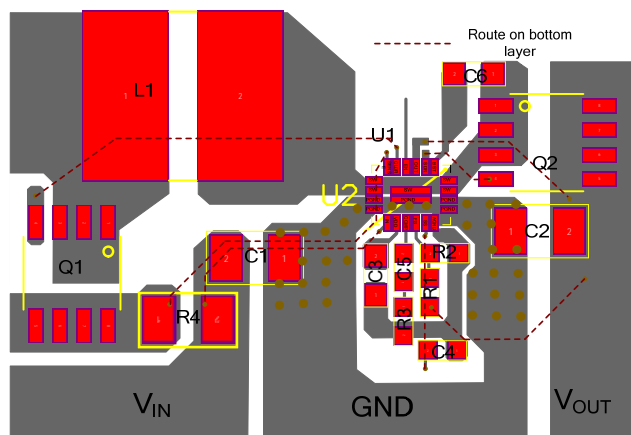 Route on bottom
layer
C6
L1
U1
Q2
U2
C2
Q1
C1
C3
C5
R2
R1
R4
R3
C4
VIN
GND
VOUT